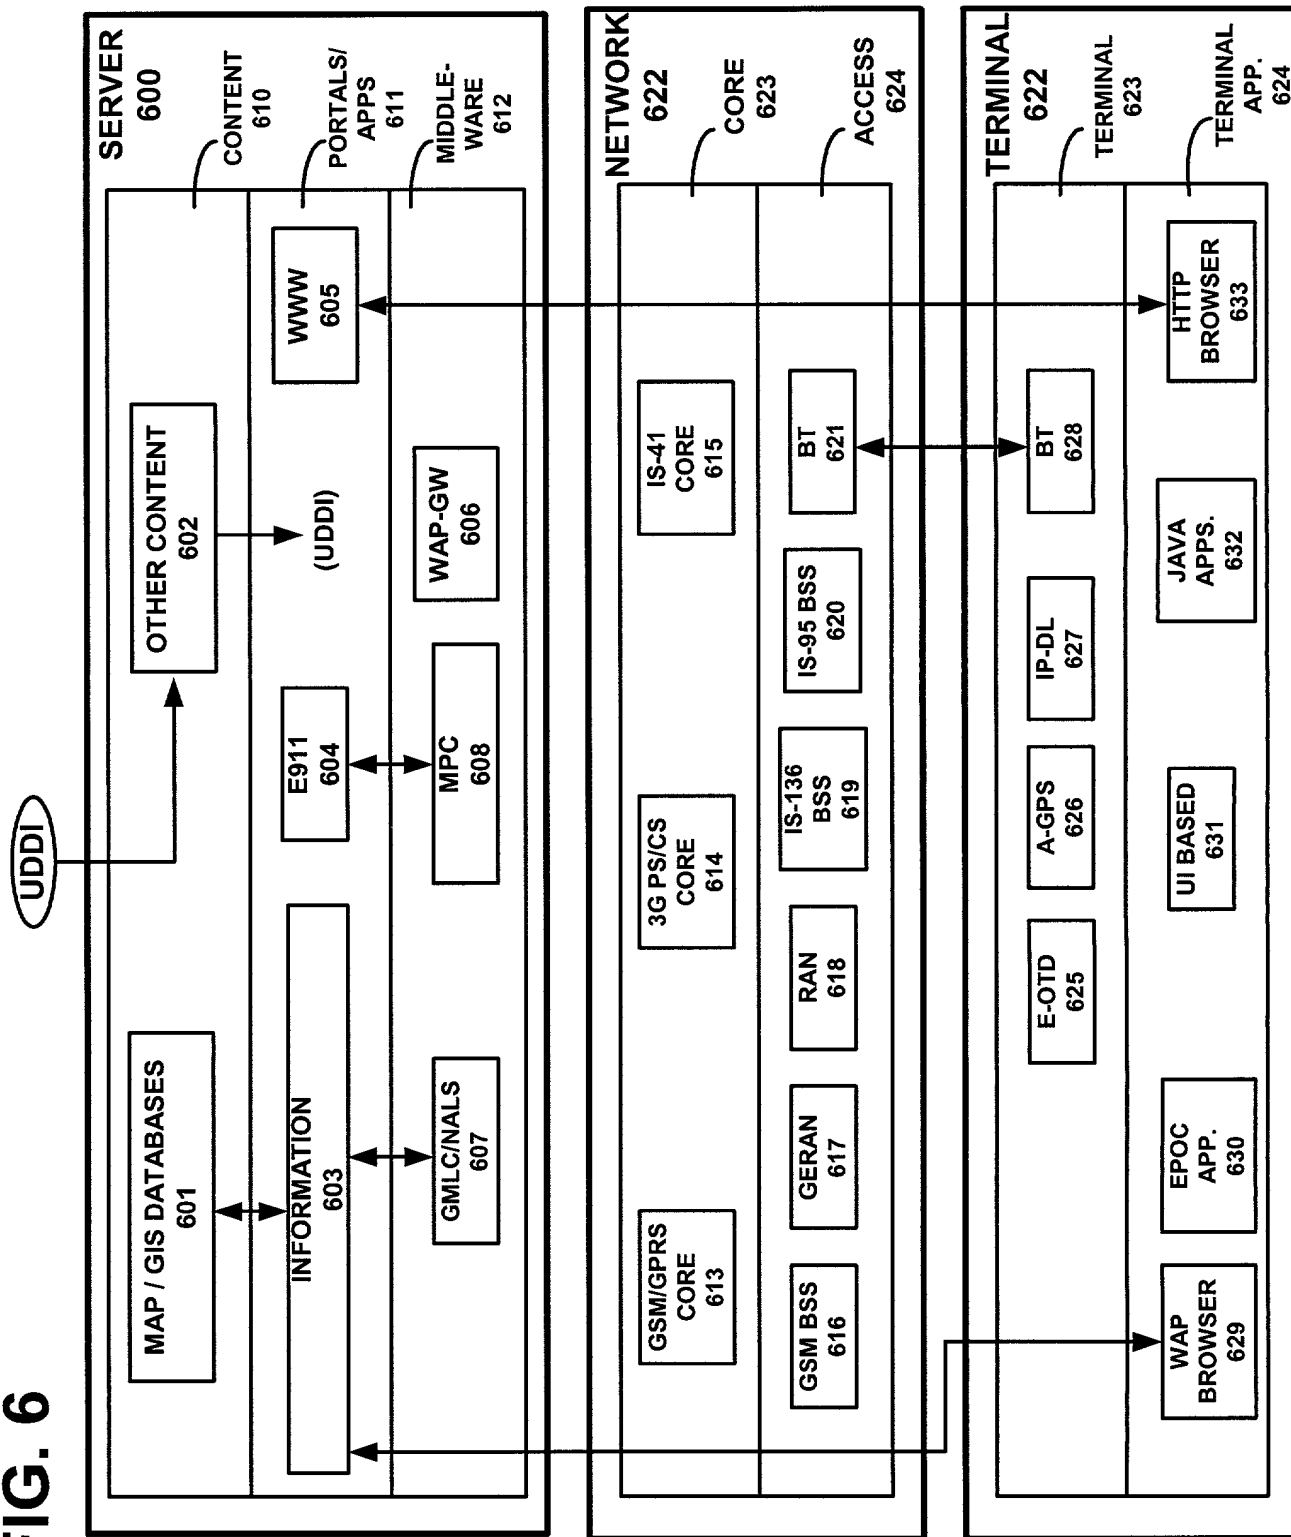 FIG. 6
UDDI
SERVER
600
MAP / GIS DATABASES
601
OTHER CONTENT
602
CONTENT
610
INFORMATION
603
E911
604
(UDDI)
WWW
605
PORTALS/
APPS
611
GMLC/NALS
607
MPC
608
WAP-GW
606
MIDDLE-
WARE
612
NETWORK
622
GSM/GPRS
CORE
613
3G PS/CS
CORE
614
IS-41
CORE
615
CORE
623
GSM BSS
616
GERAN
617
RAN
618
IS-136
BSS
619
IS-95 BSS
620
BT
621
ACCESS
624
TERMINAL
622
E-OTD
625
A-GPS
626
IP-DL
627
BT
628
TERMINAL
623
WAP
BROWSER
629
EPOC
APP.
630
UI BASED
631
JAVA
APPS.
632
HTTP
BROWSER
633
TERMINAL
APP.
624